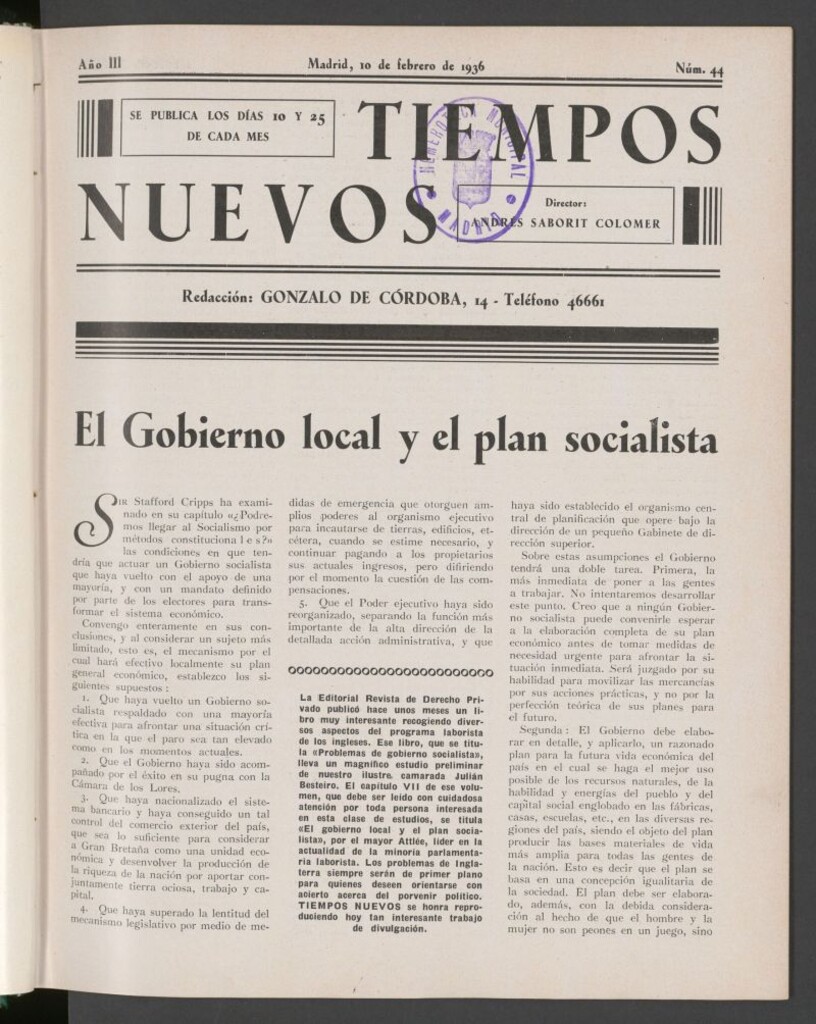 Año III
Madrid, 10 de febrero de 1936
Núm. 44
SE PUBLICA LOS DÍAS 10 Y 25
DE CADA MES
TIEMPOS
NUEVOS
HEMEROTECA MUNICIPAL
MADRID
Director:
ANDRES SABORIT COLOMER
Redacción: GONZALO DE CÓRDOBA, 14 - Teléfono 46661
El Gobierno local y el plan socialista
SIR Stafford Cripps ha exami-
nado en su capítulo «¿Podre-
mos llegar al Socialismo por
métodos constitucionales?»
las condiciones en que ten-
dría que actuar un Gobierno socialista
que haya vuelto con el apoyo de una
mayoría, y con un mandato definido
por parte de los electores para trans-
formar el sistema económico.
Convengo enteramente en sus con-
clusiones, y al considerar un sujeto más
limitado, esto es, el mecanismo por el
cual hará efectivo localmente su plan
general económico, establezco los si-
guientes supuestos:
1. Que haya vuelto un Gobierno so-
cialista respaldado con una mayoría
efectiva para afrontar una situación crí-
tica en la que el paro sea tan elevado
como en los momentos actuales.
2. Que el Gobierno haya sido acom-
pañado por el éxito en su pugna con la
Cámara de los Lores.
3. Que haya nacionalizado el siste-
ma bancario y haya conseguido un tal
control del comercio exterior del país,
que sea lo suficiente para considerar
a Gran Bretaña como una unidad eco-
nómica y desenvolver la producción de
la riqueza de la nación por aportar con-
juntamente tierra ociosa, trabajo y ca-
pital.
4. Que haya superado la lentitud del
mecanismo legislativo por medio de me-
didas de emergencia que otorguen am-
plios poderes al organismo ejecutivo
para incautarse de tierras, edificios, et-
cétera, cuando se estime necesario, y
continuar pagando a los propietarios
sus actuales ingresos, pero difiriendo
por el momento la cuestión de las com-
pensaciones.
5. Que el Poder ejecutivo haya sido
reorganizado, separando la función más
importante de la alta dirección de la
detallada acción administrativa, y que
La Editorial Revista de Derecho Pri-
vado publicó hace unos meses un li-
bro muy interesante recogiendo diver-
sos aspectos del programa laborista
de los ingleses. Ese libro, que se titu-
la «Problemas de gobierno socialista»,
lleva un magnífico estudio preliminar
de nuestro ilustre camarada Julián
Besteiro. El capítulo VII de ese volu-
men, que debe ser leído con cuidadosa
atención por toda persona interesada
en esta clase de estudios, se titula
«El gobierno local y el plan socia-
lista», por el mayor Attlée, líder en la
actualidad de la minoría parlamenta-
ria laborista. Los problemas de Ingla-
terra siempre serán de primer plano
para quienes deseen orientarse con
acierto acerca del porvenir político.
TIEMPOS NUEVOS se honra repro-
duciendo hoy tan interesante trabajo
de divulgación.
haya sido establecido el organismo cen-
tral de planificación que opere bajo la
dirección de un pequeño Gabinete de di-
rección superior.
Sobre estas asumpciones el Gobierno
tendrá una doble tarea. Primera, la
más inmediata de poner a las gentes
a trabajar. No intentaremos desarrollar
este punto. Creo que a ningún Gobier-
no socialista puede convenirle esperar
a la elaboración completa de su plan
económico antes de tomar medidas de
necesidad urgente para afrontar la si-
tuación inmediata. Será juzgado por su
habilidad para movilizar las mercancías
por sus acciones prácticas, y no por la
perfección teórica de sus planes para
el futuro.
Segunda: El Gobierno debe elabo-
rar en detalle, y aplicarlo, un razonado
plan para la futura vida económica del
país en el cual se haga el mejor uso
posible de los recursos naturales, de la
habilidad y energías del pueblo y del
capital social englobado en las fábricas,
casas, escuelas, etc., en las diversas re-
giones del país, siendo el objeto del plan
producir las bases materiales de vida
más amplia para todas las gentes de
la nación. Esto es decir que el plan se
basa en una concepción igualitaria de
la sociedad. El plan debe ser elabora-
do, además, con la debida considera-
ción al hecho de que el hombre y la
mujer no son peones en un juego, sino